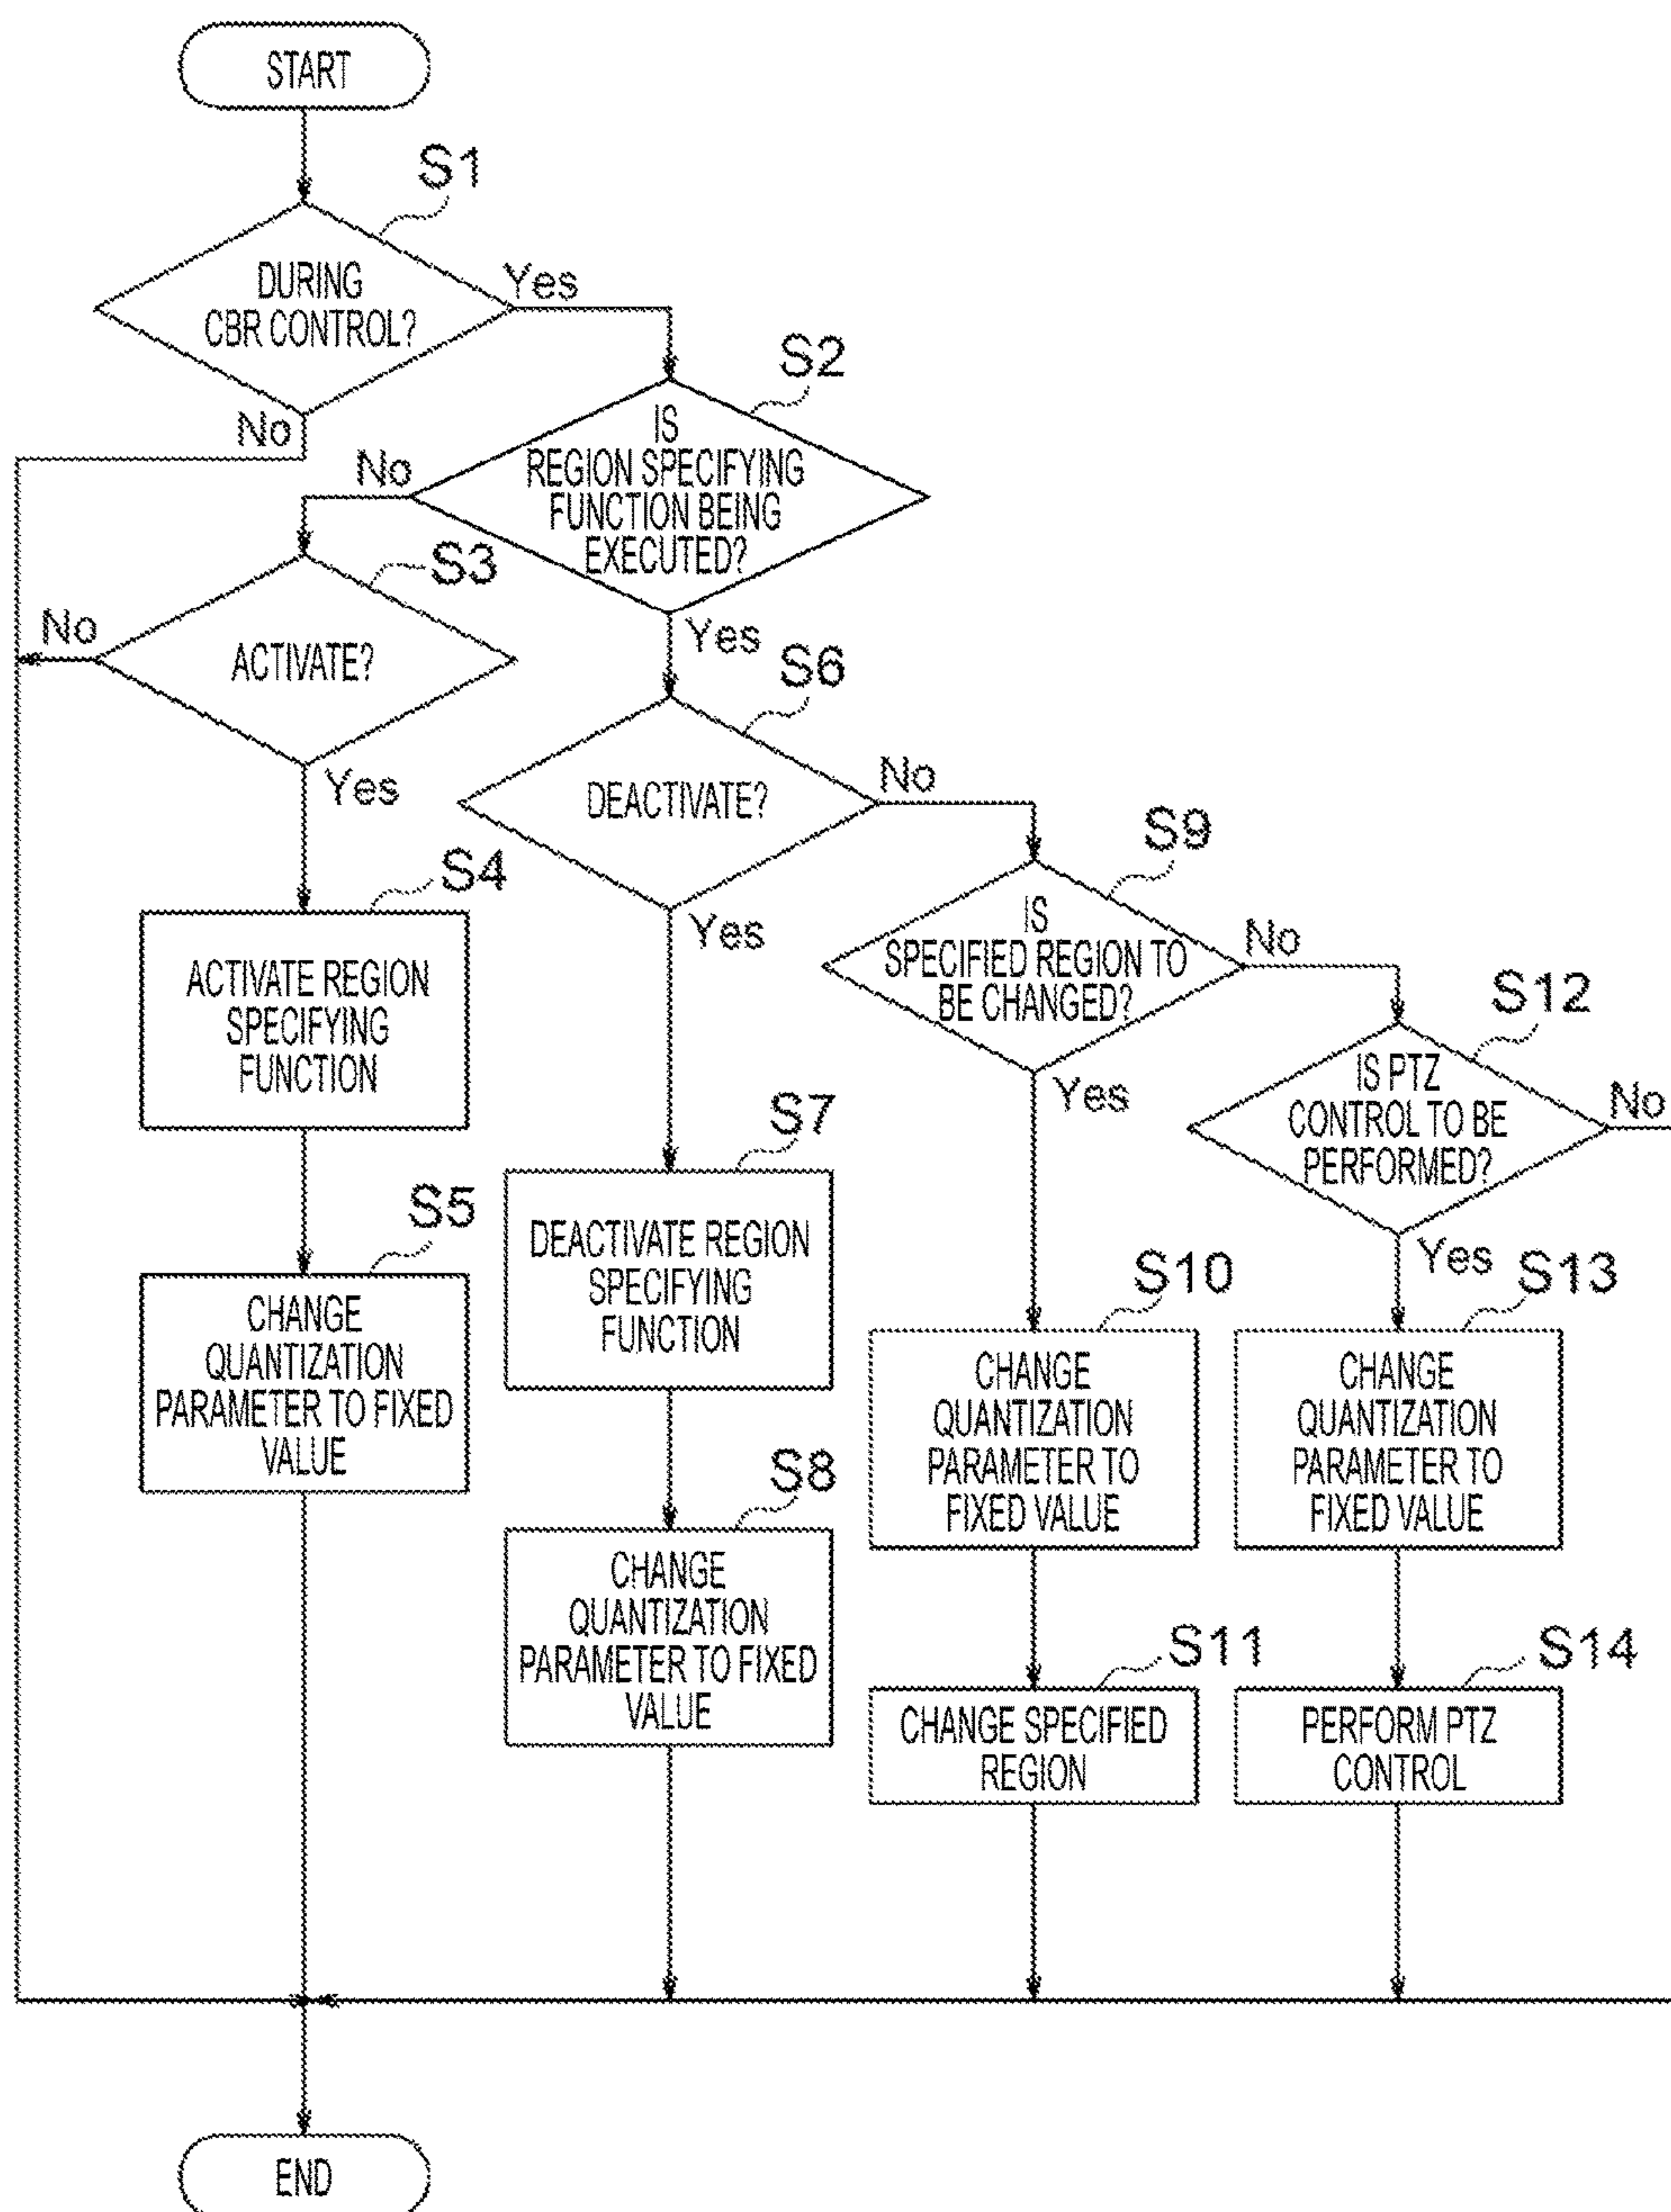 START
S1
DURING
CBR CONTROL?
Yes
No
S2
IS
REGION SPECIFYING
FUNCTION BEING
EXECUTED?
No
Yes
S3
ACTIVATE?
No
Yes
S4
ACTIVATE REGION
SPECIFYING
FUNCTION
S5
CHANGE
QUANTIZATION
PARAMETER TO FIXED
VALUE
S6
DEACTIVATE?
No
Yes
S7
DEACTIVATE REGION
SPECIFYING
FUNCTION
S8
CHANGE
QUANTIZATION
PARAMETER TO FIXED
VALUE
S9
IS
SPECIFIED REGION TO
BE CHANGED?
No
Yes
S10
CHANGE
QUANTIZATION
PARAMETER TO
FIXED VALUE
S11
CHANGE SPECIFIED
REGION
S12
IS PTZ
CONTROL TO BE
PERFORMED?
No
Yes
S13
CHANGE
QUANTIZATION
PARAMETER TO
FIXED VALUE
S14
PERFORM PTZ
CONTROL
END